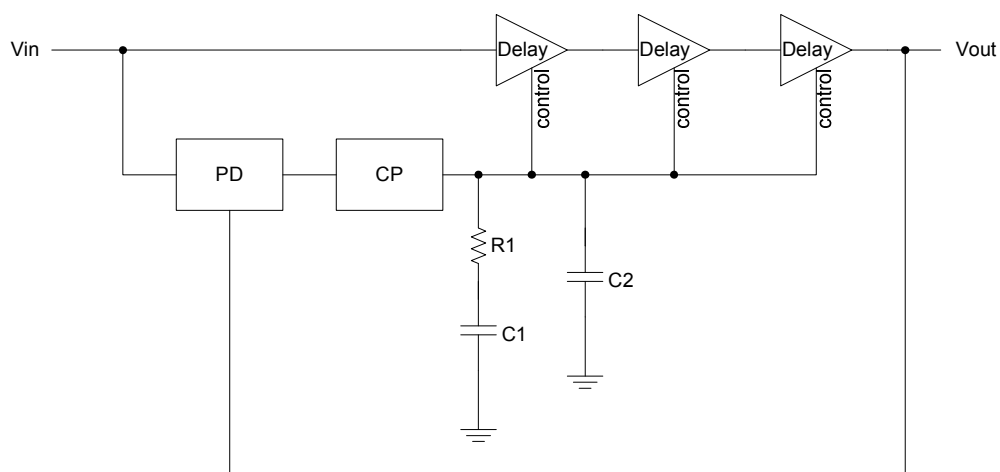 Vin
Delay
Delay
Delay
Vout
control
control
control
PD
CP
R1
C2
C1